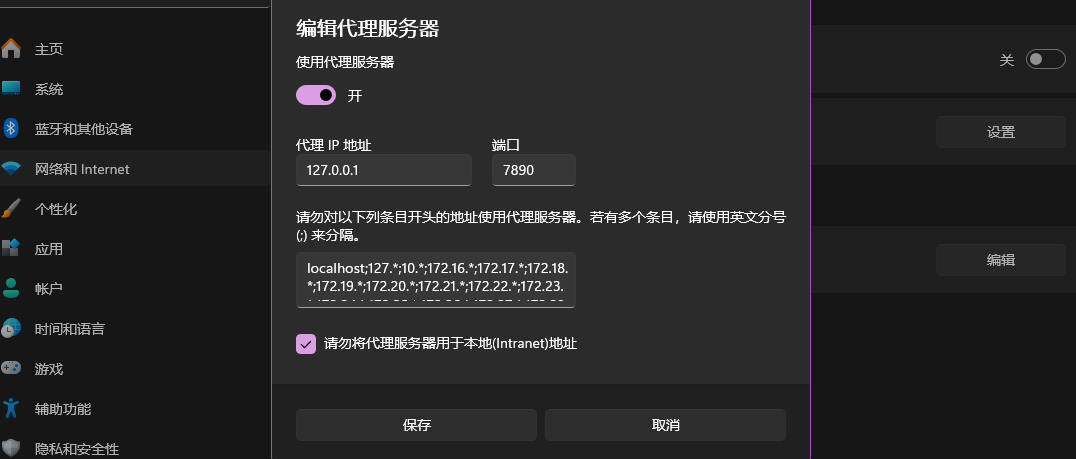 编辑代理服务器
使用代理服务器
开
代理 IP 地址
端口
127.0.0.1
7890
请勿对以下列条目开头的地址使用代理服务器。若有多个条目，请使用英文分号
(;) 来分隔。
localhost;127.*;10.*;172.16.*;172.17.*;172.18.
*;172.19.*;172.20.*;172.21.*;172.22.*;172.23.
请勿将代理服务器用于本地(Intranet)地址
保存
取消
主页
系统
蓝牙和其他设备
网络和 Internet
个性化
应用
帐户
时间和语言
游戏
辅助功能
隐私和安全性
关
设置
编辑